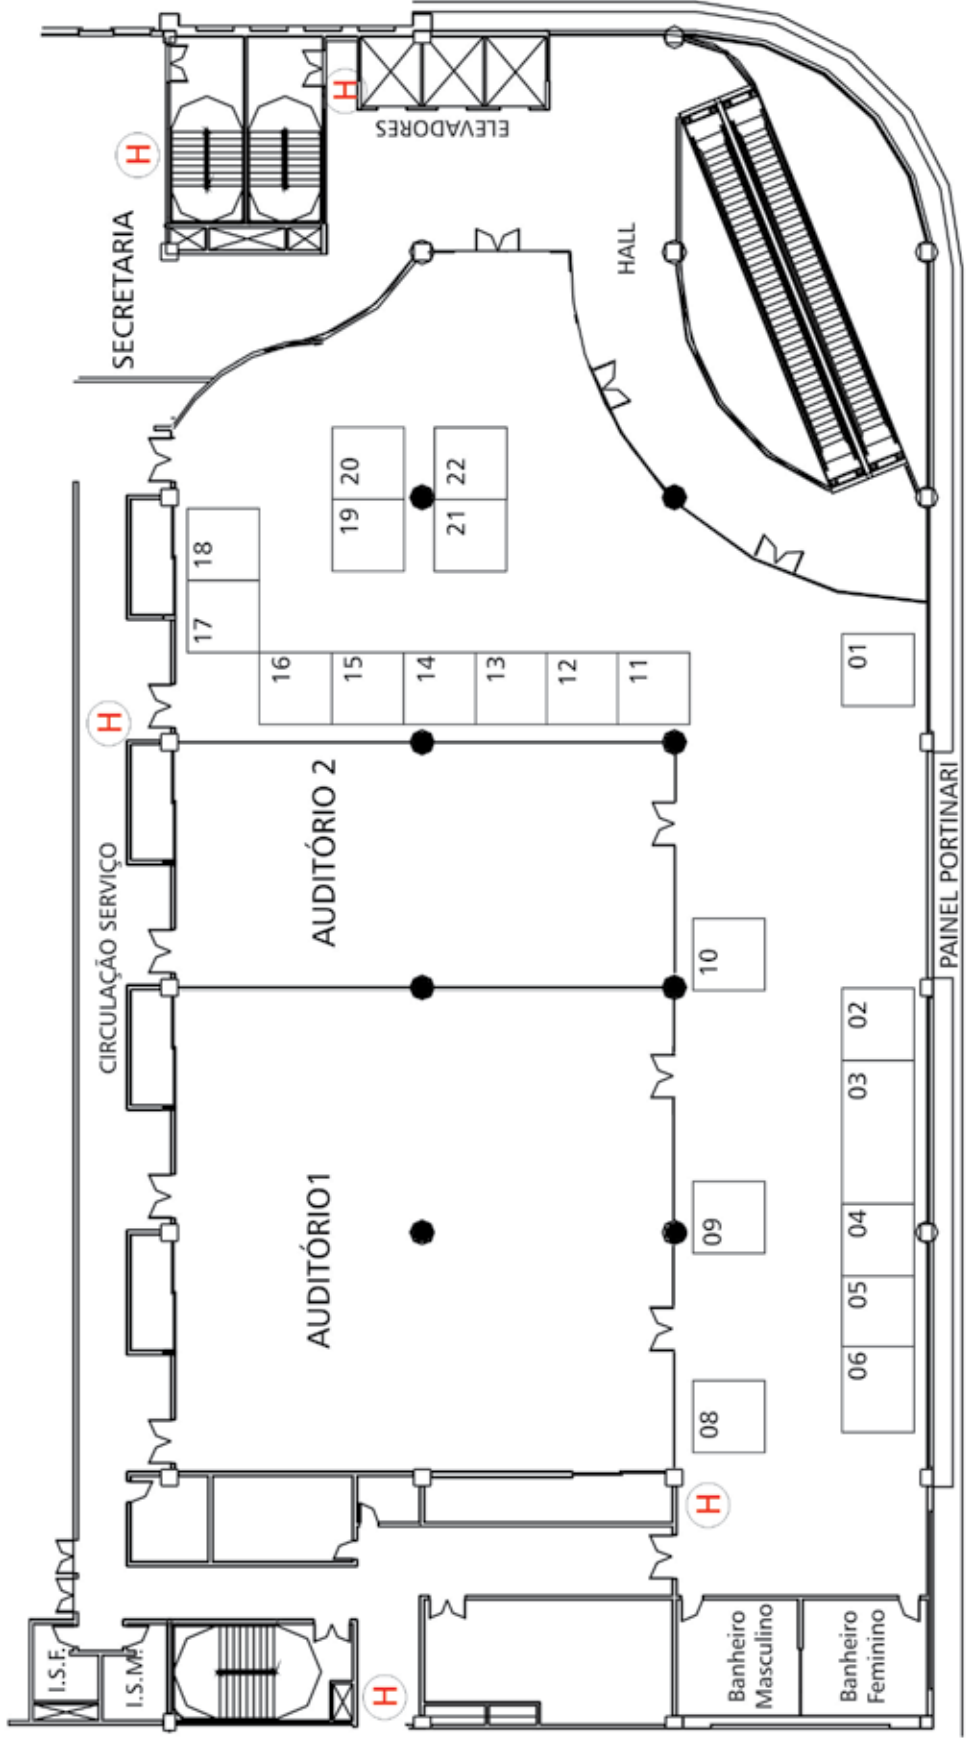 SECRETARIA
H
H
ELEVADORES
HALL
20
22
19
21
18
17
16
15
14
13
12
11
01
H
CIRCULAÇÃO SERVIÇO
AUDITÓRIO 2
PAINEL PORTINARI
10
02
03
AUDITÓRIO1
09
04
05
06
08
H
I.S.F.
I.S.M.
H
Banheiro
Masculino
Banheiro
Feminino